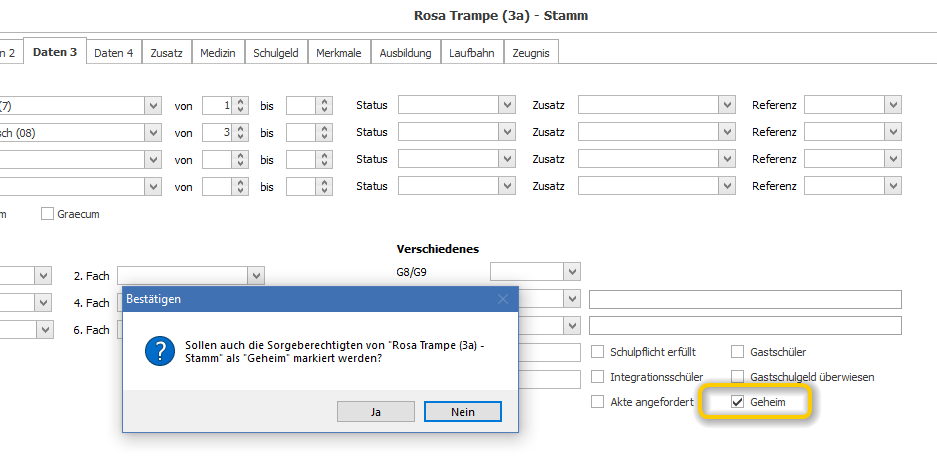 Rosa Trampe (3a) - Stamm
n 2 Daten 3 Daten 4 Zusatz Medizin Schulgeld Merkmale Ausbildung Laufbahn Zeugnis
(7) von 1 bis Status Zusatz Referenz
sch (08) von 3 bis Status Zusatz Referenz
von bis Status Zusatz Referenz
von bis Status Zusatz Referenz
m Graecum
Verschiedenes
2. Fach G8/G9
4. Fach
6. Fach
Bestätigen
Sollen auch die Sorgeberechtigten von "Rosa Trampe (3a) -
Stamm" als "Geheim" markiert werden?
Ja Nein
Schulpflicht erfüllt Gastschüler
Integrationsschüler Gastschulgeld überwiesen
Akte angefordert Geheim